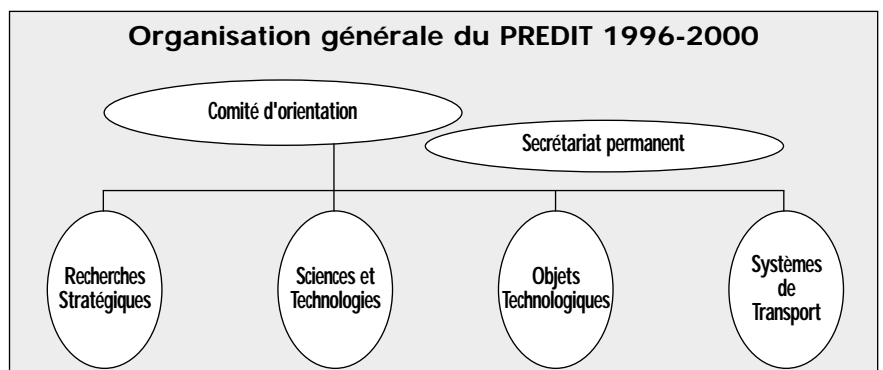 Organisation générale du PREDIT 1996-2000
Comité d'orientation
Secrétariat permanent
Recherches
Stratégiques
Sciences et
Technologies
Objets
Technologiques
Systèmes
de
Transport